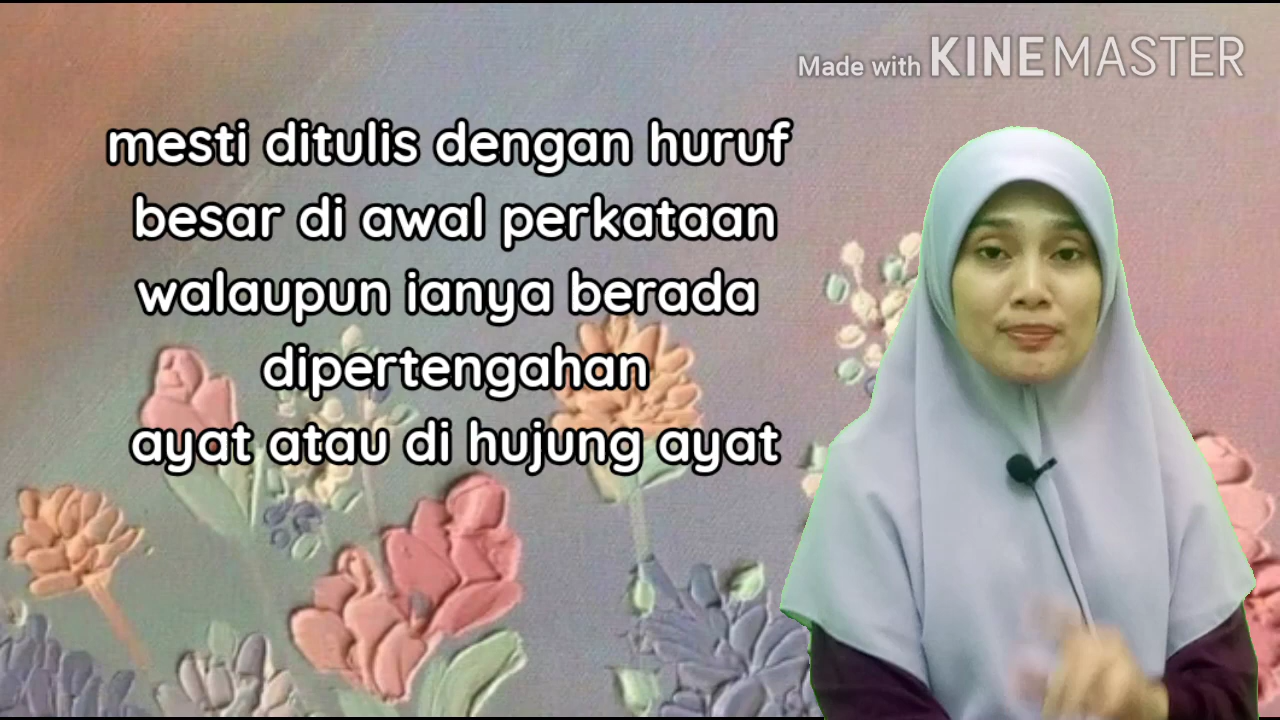 Made with KINEMASTER
mesti ditulis dengan huruf
besar di awal perkataan
walaupun ianya berada
dipertengahan
ayat atau di hujung ayat